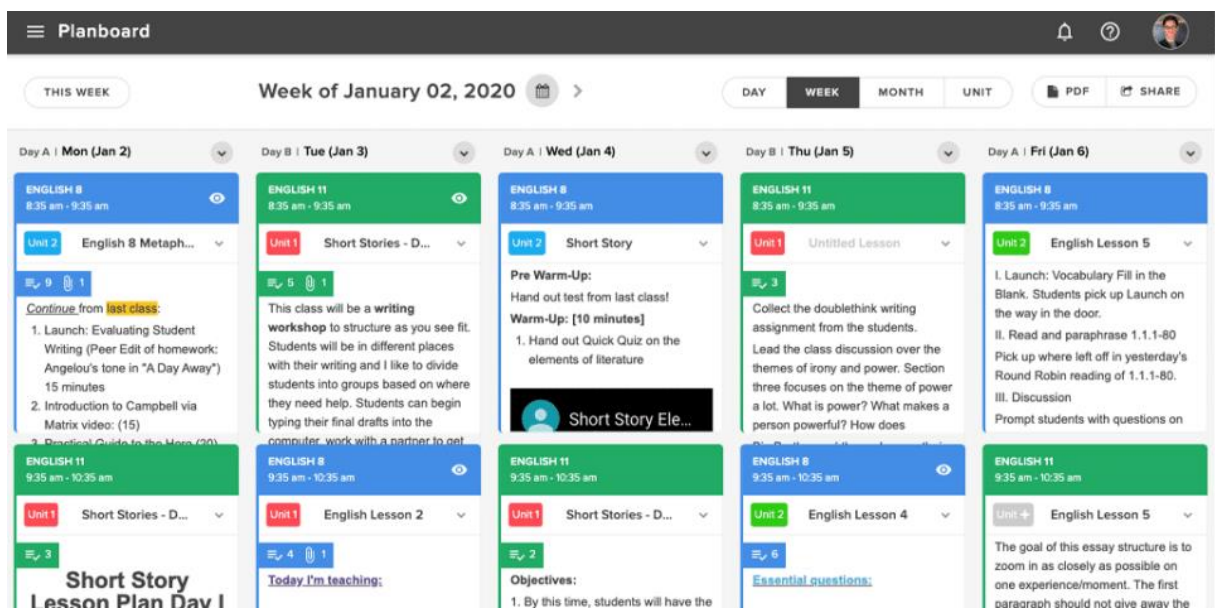 Planboard
THIS WEEK
Week of January 02, 2020
DAY WEEK MONTH UNIT
PDF SHARE
Day A | Mon (Jan 2)
ENGLISH 8
8:35 am - 9:35 am
Unit 2 English 8 Metaph...
9 1
Continue from last class:
1. Launch: Evaluating Student
Writing (Peer Edit of homework:
Angelou's tone in "A Day Away")
15 minutes
2. Introduction to Campbell via
Matrix video: (15)
3. Practical Guide to the Hero (20)
ENGLISH 11
9:35 am - 10:35 am
Unit 1 Short Stories - D...
3
Short Story
Lesson Plan Day I
Day B | Tue (Jan 3)
ENGLISH 11
8:35 am - 9:35 am
Unit 1 Short Stories - D...
5 1
This class will be a writing
workshop to structure as you see fit.
Students will be in different places
with their writing and I like to divide
students into groups based on where
they need help. Students can begin
typing their final drafts into the
computer, work with a partner to get
ENGLISH 8
9:35 am - 10:35 am
Unit 1 English Lesson 2
4 1
Today I'm teaching:
Day A | Wed (Jan 4)
ENGLISH 8
8:35 am - 9:35 am
Unit 2 Short Story
Pre Warm-Up:
Hand out test from last class!
Warm-Up: [10 minutes]
1. Hand out Quick Quiz on the
elements of literature
Short Story Ele...
ENGLISH 11
9:35 am - 10:35 am
Unit 1 Short Stories - D...
2
Objectives:
1. By this time, students will have the
Day B | Thu (Jan 5)
ENGLISH 11
8:35 am - 9:35 am
Unit 1 Untitled Lesson
3
Collect the doublethink writing
assignment from the students.
Lead the class discussion over the
themes of irony and power. Section
three focuses on the theme of power
a lot. What is power? What makes a
person powerful? How does
ENGLISH 8
9:35 am - 10:35 am
Unit 2 English Lesson 4
6
Essential questions:
Day A | Fri (Jan 6)
ENGLISH 8
8:35 am - 9:35 am
Unit 2 English Lesson 5
I. Launch: Vocabulary Fill in the
Blank. Students pick up Launch on
the way in the door.
II. Read and paraphrase 1.1.1-80
Pick up where left off in yesterday's
Round Robin reading of 1.1.1-80.
III. Discussion
Prompt students with questions on
ENGLISH 11
9:35 am - 10:35 am
Unit + English Lesson 5
The goal of this essay structure is to
zoom in as closely as possible on
one experience/moment. The first
paragraph should not give away the